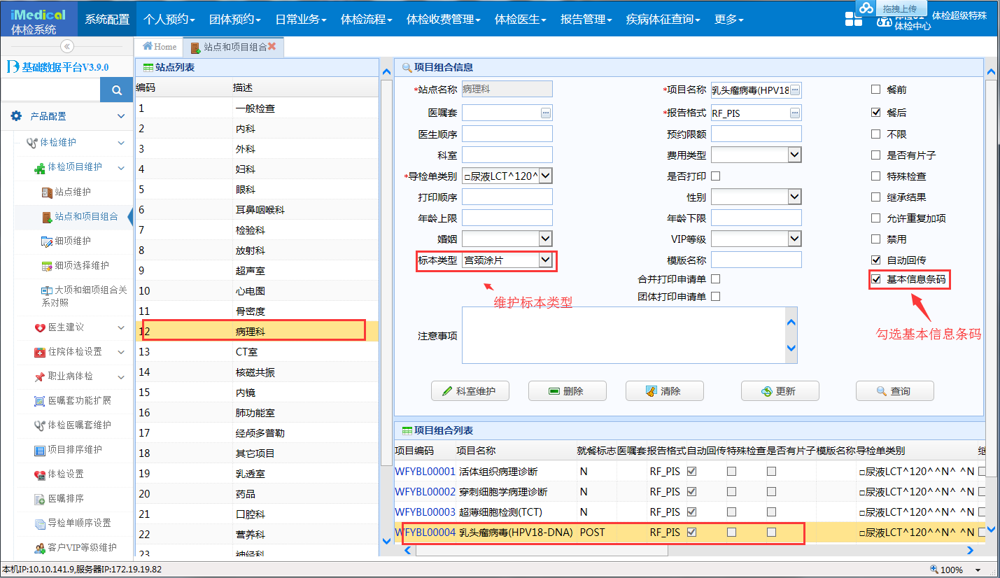 iMedical
体检系统
系统配置 个人预约 团体预约 日常业务 体检流程 体检收费管理 体检医生 报告管理 疾病体征查询 更多
拖拽上传
体检超级特殊
体检中心
Home 站点和项目组合
基础数据平台V3.9.0
产品配置
体检维护
体检项目维护
站点维护
站点和项目组合
细项维护
细项选择维护
大项和细项组合关
系对照
医生建议
住院体检设置
职业病体检
医嘱套功能扩展
体检医嘱套维护
项目排序维护
体检设置
医嘱排序
导检单顺序设置
客户VIP等级维护
站点列表
编码 描述
1 一般检查
2 内科
3 外科
4 妇科
5 眼科
6 耳鼻咽喉科
7 检验科
8 放射科
9 超声室
10 心电图
11 骨密度
12 病理科
13 CT室
14 核磁共振
15 内镜
16 肺功能室
17 经颅多普勒
18 其它项目
19 乳透室
20 药品
21 口腔科
22 营养科
23 神经科
项目组合信息
*站点名称 病理科 *项目名称 乳头瘤病毒(HPV18 餐前
医嘱套 *报告格式 RF_PIS 餐后
医生顺序 预约限额 不限
科室 费用类型 是否有片子
*导检单类别 □尿液LCT^120^ 是否打印 特殊检查
打印顺序 性别 继承结果
年龄上限 年龄下限 允许重复加项
婚姻 VIP等级 禁用
标本类型 宫颈涂片 模版名称 自动回传
合并打印申请单 基本信息条码
团体打印申请单
维护标本类型
勾选基本信息条码
注意事项
科室维护 删除 清除 更新 查询
项目组合列表
项目编码 项目名称 就餐标志 医嘱套 报告格式 自动回传 特殊检查 是否有片子 模版名称 导检单类别 继
WFYBL00001 活体组织病理诊断 N RF_PIS □尿液LCT^120^^N^ ^N
WFYBL00002 穿刺细胞学病理诊断 N RF_PIS □尿液LCT^120^^N^ ^N
WFYBL00003 超薄细胞检测(TCT) N RF_PIS □尿液LCT^120^^N^ ^N
WFYBL00004 乳头瘤病毒(HPV18-DNA) POST RF_PIS □尿液LCT^120^^N^ ^N
本机IP:10.10.141.9,服务器IP:172.19.19.82
100%